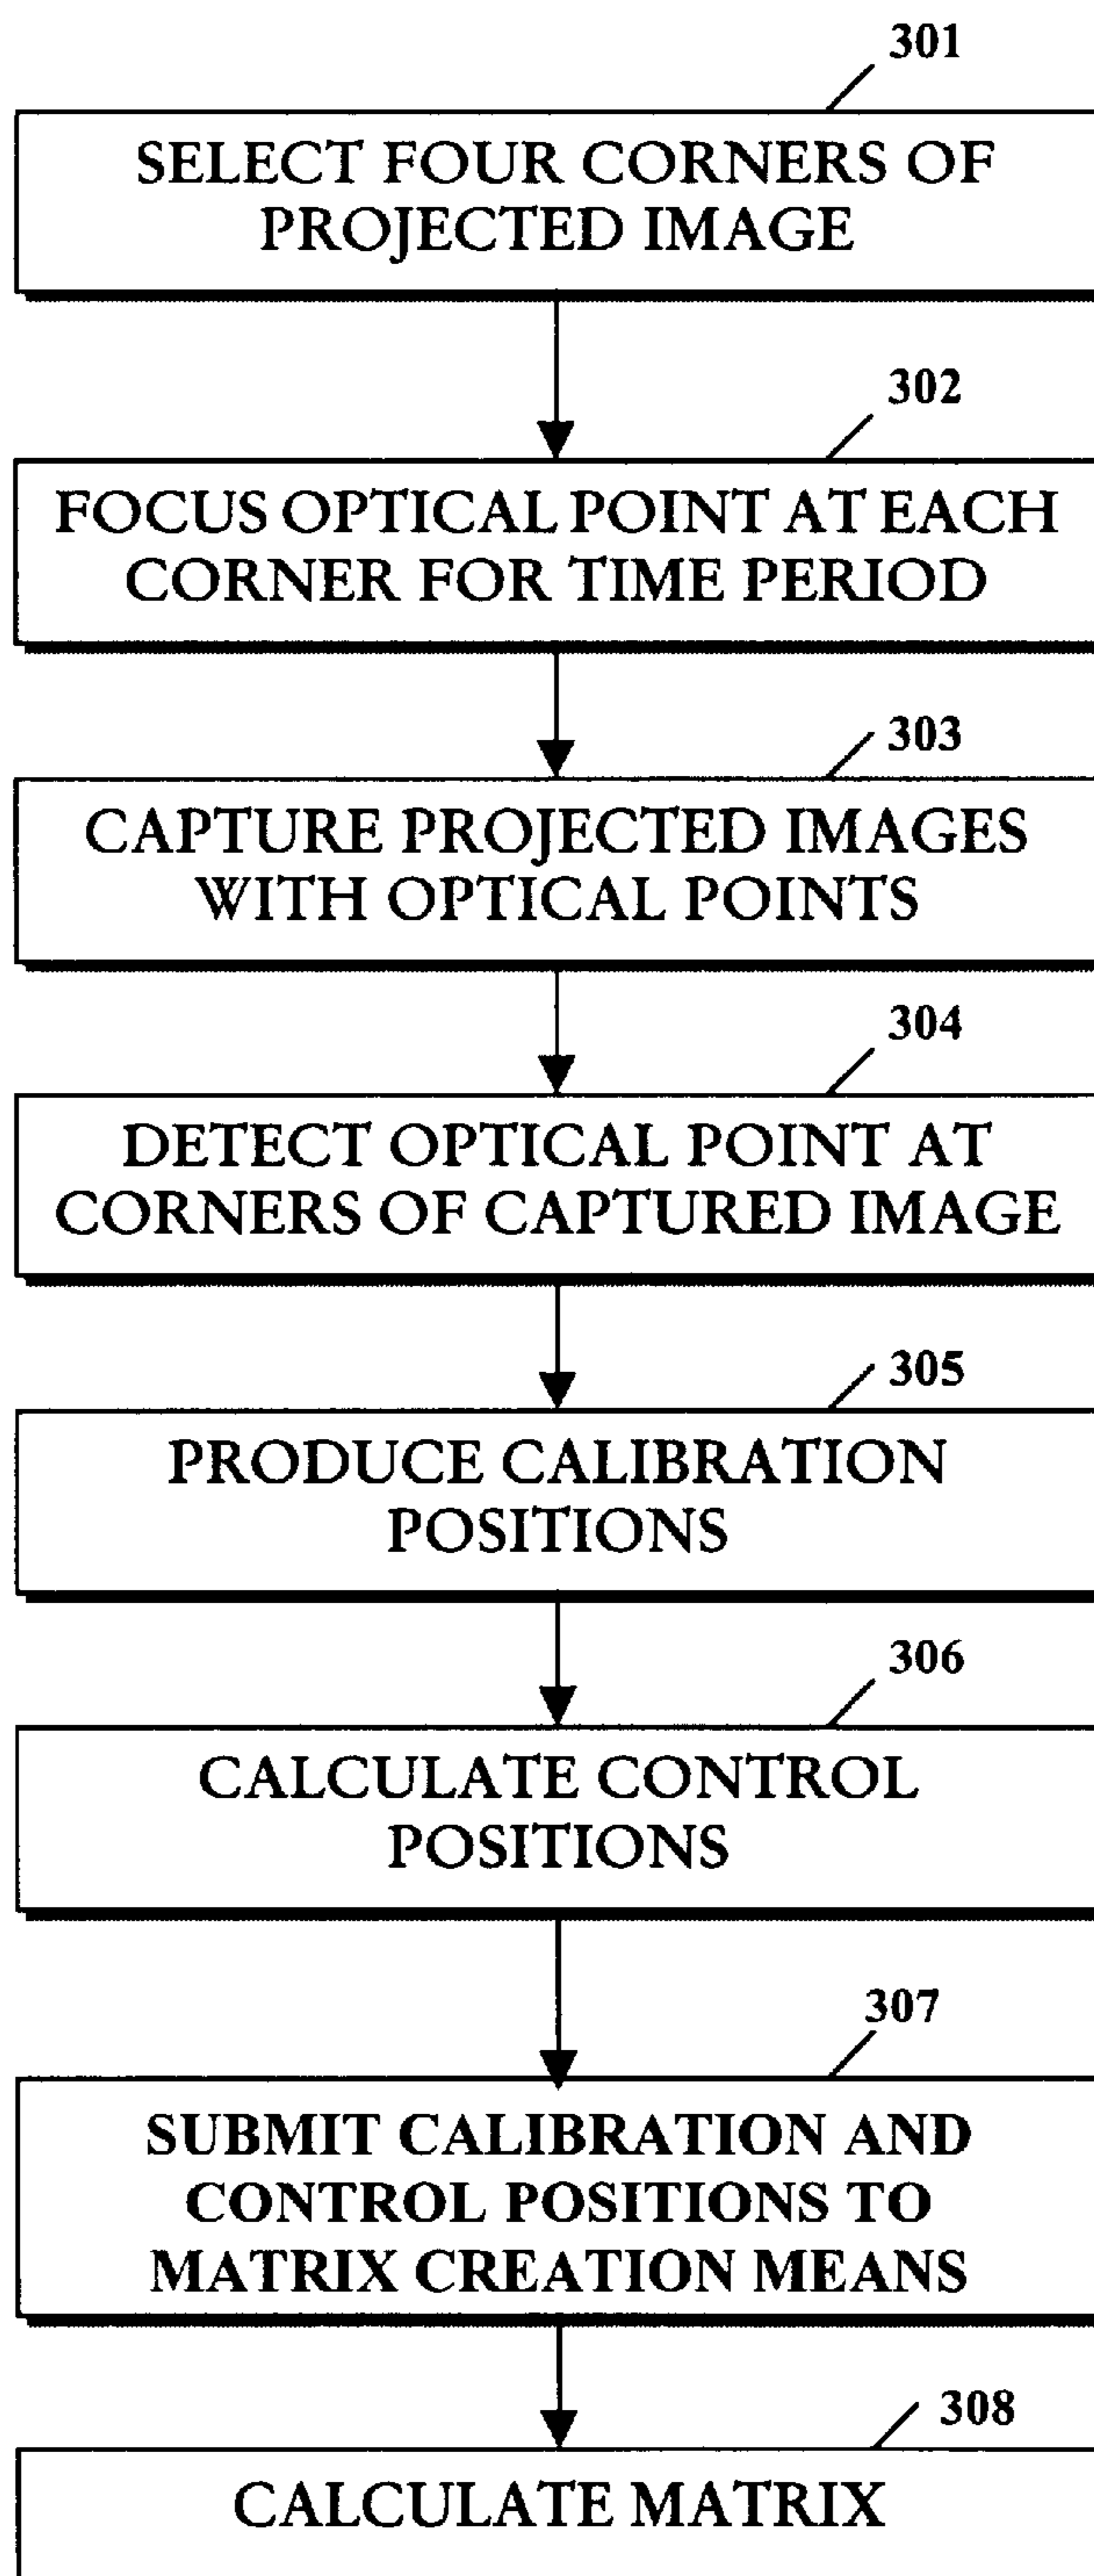 301
SELECT FOUR CORNERS OF
PROJECTED IMAGE
302
FOCUS OPTICAL POINT AT EACH
CORNER FOR TIME PERIOD
303
CAPTURE PROJECTED IMAGES
WITH OPTICAL POINTS
304
DETECT OPTICAL POINT AT
CORNERS OF CAPTURED IMAGE
305
PRODUCE CALIBRATION
POSITIONS
306
CALCULATE CONTROL
POSITIONS
307
SUBMIT CALIBRATION AND
CONTROL POSITIONS TO
MATRIX CREATION MEANS
308
CALCULATE MATRIX